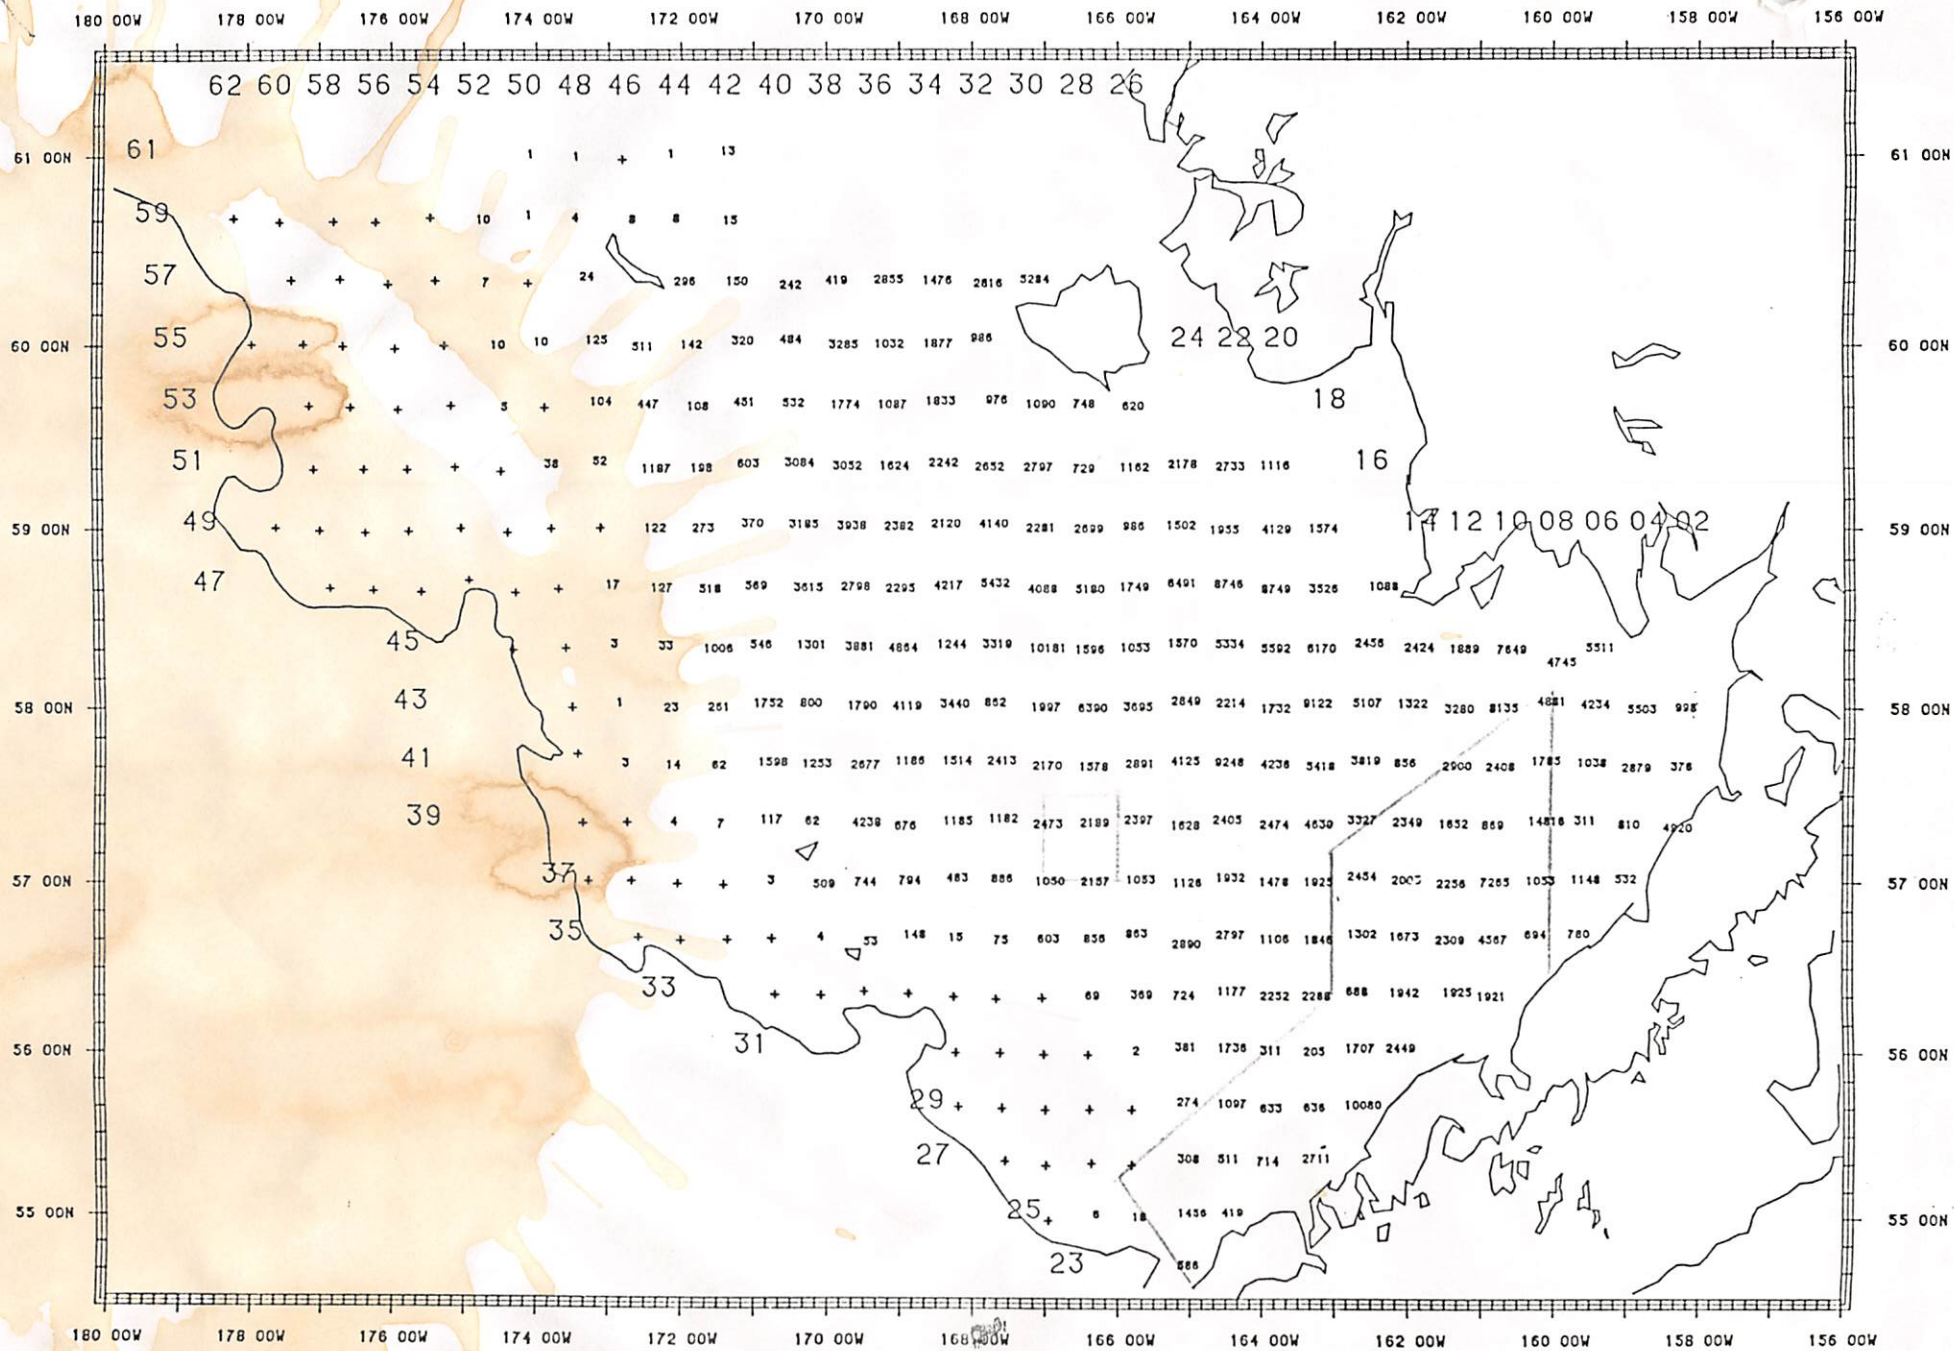 180 00W 178 00W 176 00W 174 00W 172 00W 170 00W 168 00W 166 00W 164 00W 162 00W 160 00W 158 00W 156 00W
62 60 58 56 54 52 50 48 46 44 42 40 38 36 34 32 30 28 26
61 00N 61 1 1 + 1 13 61 00N
59 + + + + + 10 1 4 8 8 15
57 + + + + 7 + 24 296 150 242 419 2855 1476 2816 5284
60 00N 55 + + + + + 10 10 125 511 142 320 484 3285 1032 1877 986 24 22 20 60 00N
53 + + + + 5 + 104 447 108 451 532 1774 1087 1833 976 1090 748 620 18
51 + + + + + 38 52 1187 198 603 3084 3052 1624 2242 2652 2797 729 1162 2178 2733 1116 16
59 00N 49 + + + + + + + + 122 273 370 3185 3938 2382 2120 4140 2281 2699 986 1502 1955 4129 1574 14 12 10 08 06 04 02 59 00N
47 + + + + + + 17 127 518 569 3615 2798 2295 4217 5432 4088 5180 1749 6491 8746 8749 3526 1088
45 + + 3 33 1006 546 1301 3881 4864 1244 3319 10181 1596 1053 1570 5334 5592 6170 2456 2424 1889 7649 4745 5511
58 00N 43 + 1 23 261 1752 800 1790 4119 3440 862 1997 6390 3695 2849 2214 1732 9122 5107 1322 3280 8135 4881 4234 5503 998 58 00N
41 + 3 14 62 1598 1253 2677 1186 1514 2413 2170 1578 2891 4125 9246 4236 5418 3819 856 2900 2408 1785 1038 2879 376
39 + + 4 7 117 62 4238 676 1185 1182 2473 2189 2397 1628 2405 2474 4639 3327 2349 1652 869 14816 311 810 4920
57 00N 37 + + + + 3 509 744 794 483 886 1050 2157 1053 1126 1932 1478 1925 2454 2256 7265 1053 1148 532 57 00N
35 + + + + 4 53 148 15 75 603 856 863 2890 2797 1106 1846 1302 1673 2309 4367 694 780
33 + + + + + + + 69 369 724 1177 2252 2288 688 1942 1925 1921
56 00N 31 + + + + 2 381 1736 311 205 1707 2449 56 00N
29 + + + + + 274 1097 633 636 10080
27 + + + + 308 511 714 2711
55 00N 25 + 6 18 1456 419 55 00N
23 586
180 00W 178 00W 176 00W 174 00W 172 00W 170 00W 168 00W 166 00W 164 00W 162 00W 160 00W 158 00W 156 00W